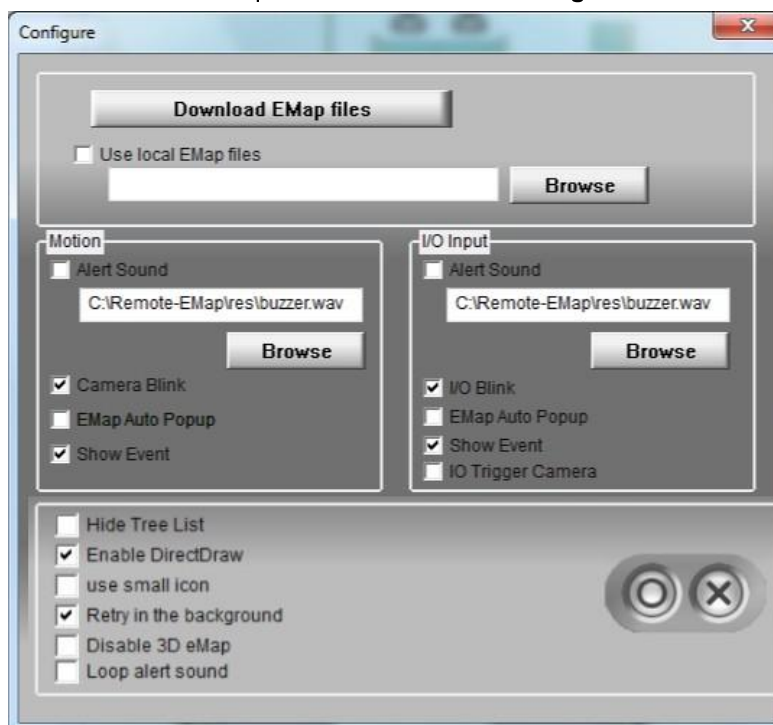 Configure
Download EMap files
Use local EMap files
Browse
Motion
Alert Sound
C:\Remote-EMap\res\buzzer.wav
Browse
Camera Blink
EMap Auto Popup
Show Event
I/O Input
Alert Sound
C:\Remote-EMap\res\buzzer.wav
Browse
I/O Blink
EMap Auto Popup
Show Event
IO Trigger Camera
Hide Tree List
Enable DirectDraw
use small icon
Retry in the background
Disable 3D eMap
Loop alert sound